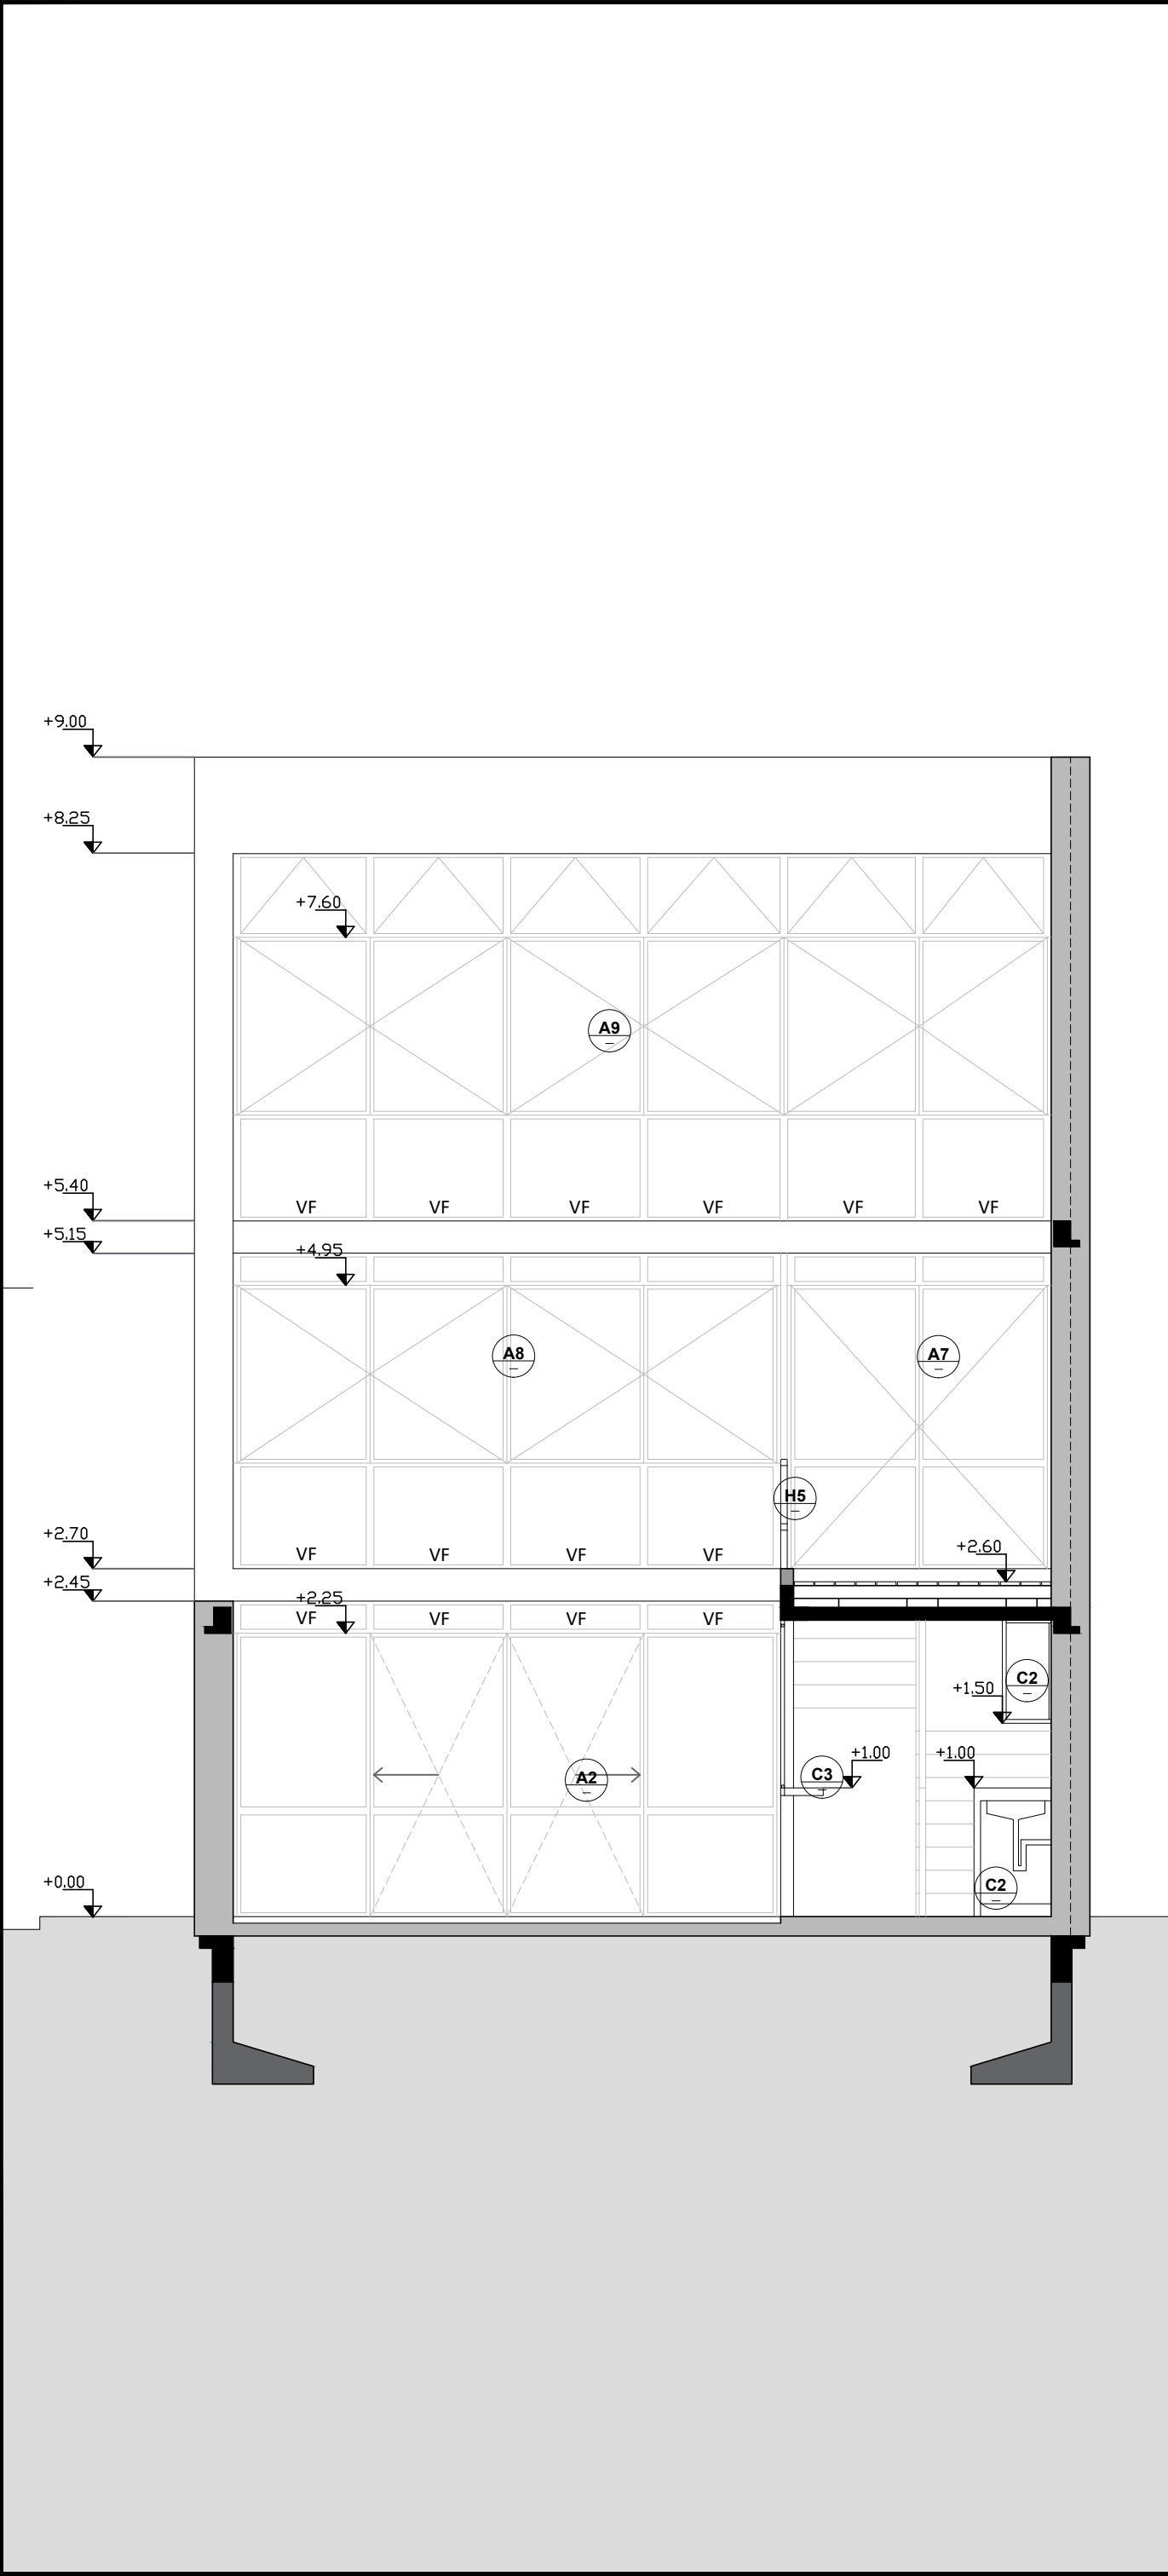 +9.00
+8.25
+7.60
A9
–
+5.40
VF VF VF VF VF VF
+5.15
+4.95
A8
–
A7
–
H5
–
+2.70
VF VF VF VF
+2.60
+2.45
+2.25
VF VF VF VF
C2
–
+1.50
+1.00
+1.00
C3
–
A2
–
C2
–
+0.00